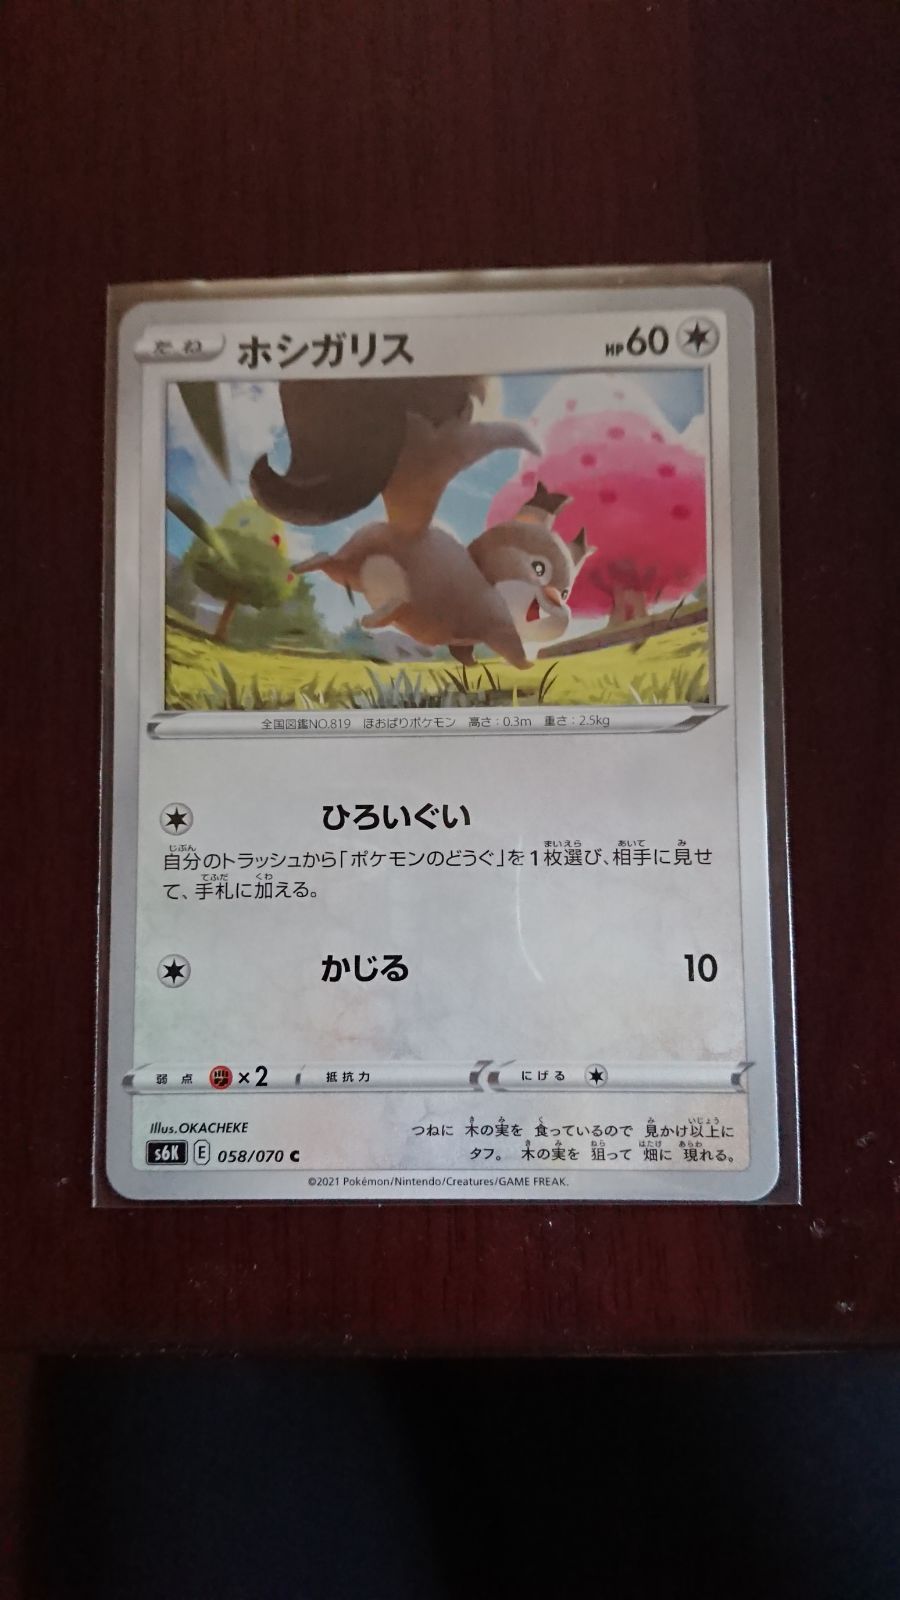 たね ホシガリス HP60
全国図鑑NO.819 ほおばりポケモン 高さ:0.3m 重さ:2.5kg
ひろいぐい
自分のトラッシュから「ポケモンのどうぐ」を1枚選び、相手に見せ
て、手札に加える。
かじる 10
弱点 ×2 抵抗力 にげる
Illus.OKACHEKE
つねに 木の実を 食っているので 見かけ以上に
タフ。 木の実を 狙って 畑に 現れる。
s6K E 058/070 C
©2021 Pokémon/Nintendo/Creatures/GAME FREAK.